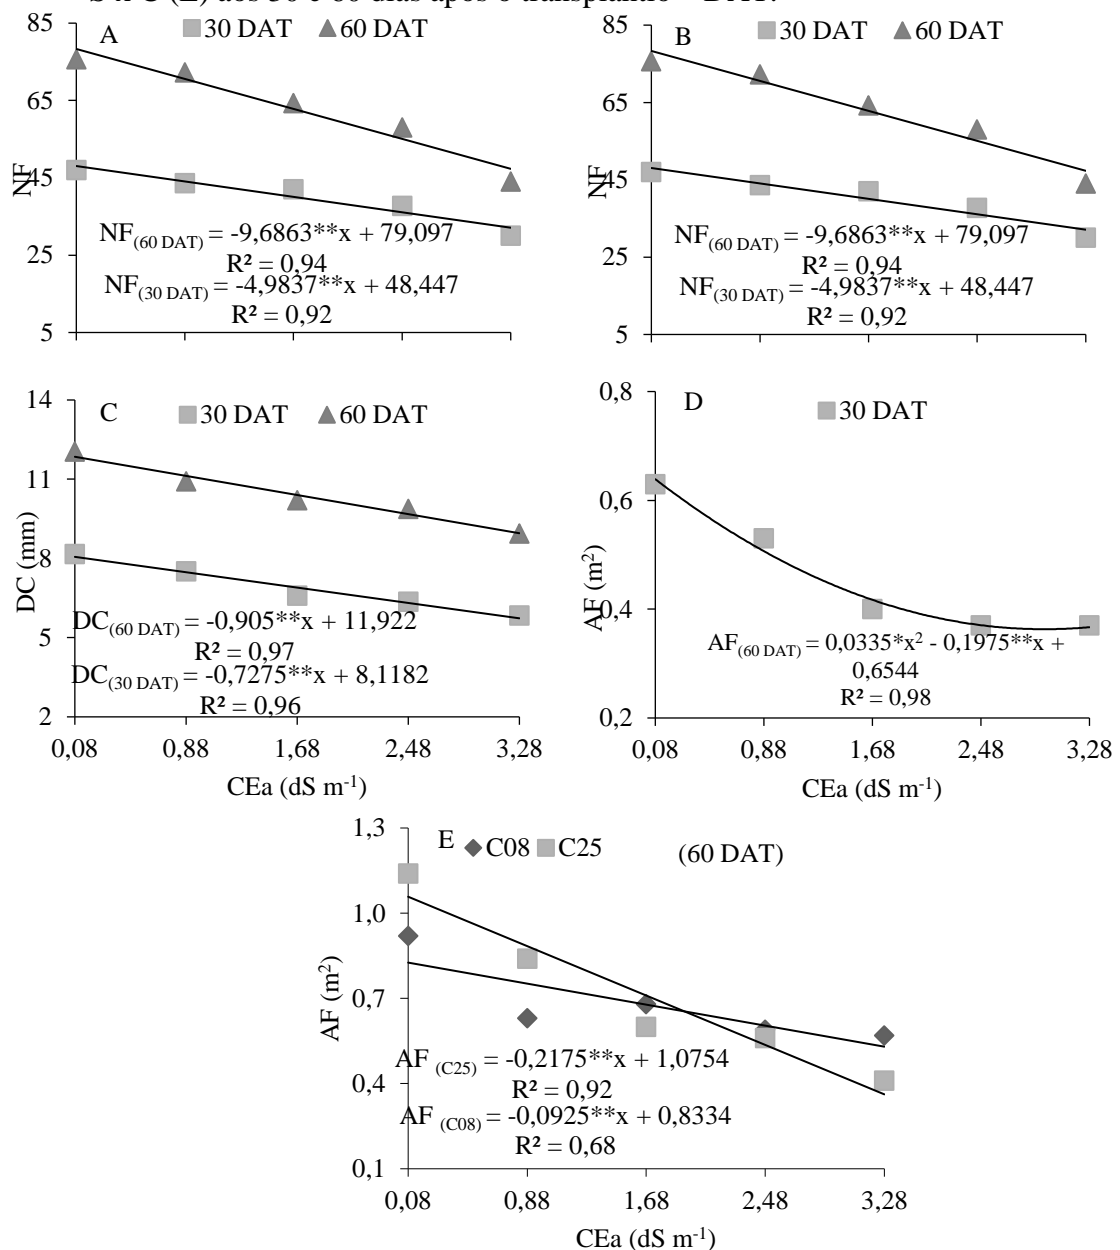 S x C (E) aos 30 e 60 dias após o transplantio – DAT.
A 30 DAT 60 DAT
85
65
45
25
5
NF
NF(60 DAT) = -9,6863**x + 79,097
R² = 0,94
NF(30 DAT) = -4,9837**x + 48,447
R² = 0,92
B 30 DAT 60 DAT
85
65
45
25
5
NF
NF(60 DAT) = -9,6863**x + 79,097
R² = 0,94
NF(30 DAT) = -4,9837**x + 48,447
R² = 0,92
C 30 DAT 60 DAT
14
11
8
5
2
DC (mm)
DC(60 DAT) = -0,905**x + 11,922
R² = 0,97
DC(30 DAT) = -0,7275**x + 8,1182
R² = 0,96
0,08 0,88 1,68 2,48 3,28
CEa (dS m-1)
D 30 DAT
0,8
0,6
0,4
0,2
AF (m2)
AF(60 DAT) = 0,0335*x2 - 0,1975**x +
0,6544
R² = 0,98
0,08 0,88 1,68 2,48 3,28
CEa (dS m-1)
E C08 C25 (60 DAT)
1,3
1,0
0,7
0,4
0,1
AF (m2)
AF (C25) = -0,2175**x + 1,0754
R² = 0,92
AF (C08) = -0,0925**x + 0,8334
R² = 0,68
0,08 0,88 1,68 2,48 3,28
CEa (dS m-1)